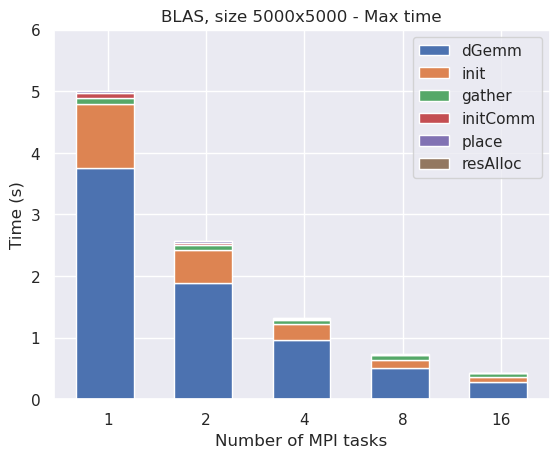 BLAS, size 5000x5000 - Max time
6
5
4
3
2
1
0
Time (s)
dGemm
init
gather
initComm
place
resAlloc
1 2 4 8 16
Number of MPI tasks